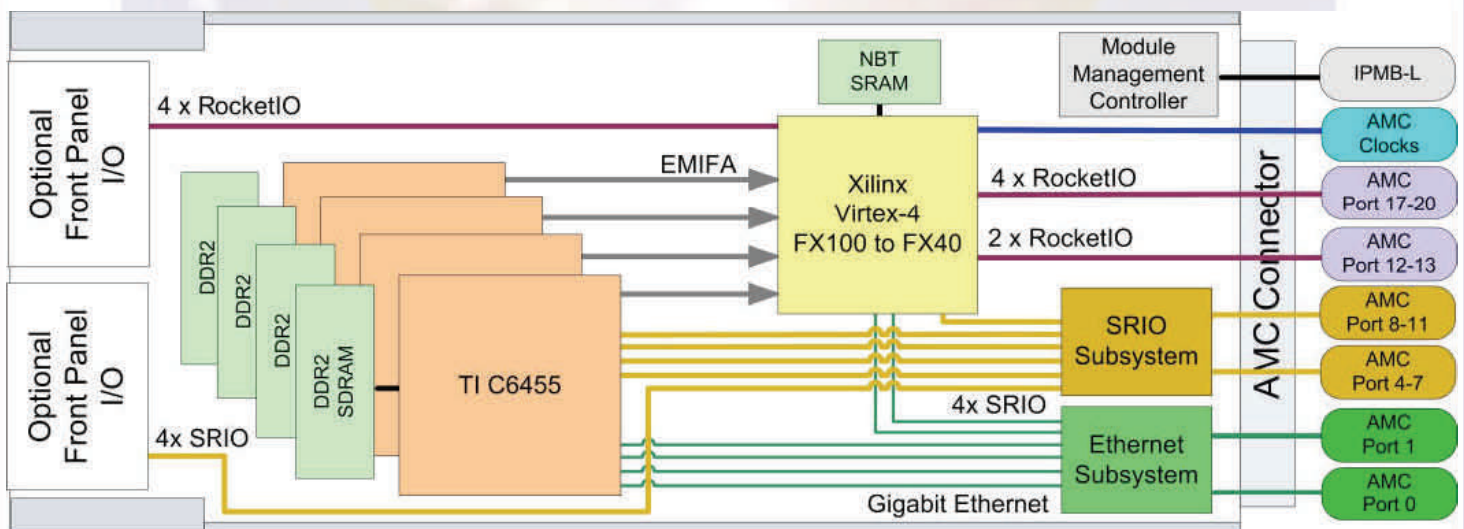 Optional
Front Panel
I/O
4 x RocketIO
NBT
SRAM
Module
Management
Controller
IPMB-L
AMC
Clocks
EMIFA
Xilinx
Virtex-4
FX100 to FX40
4 x RocketIO
AMC
Port 17-20
2 x RocketIO
AMC
Port 12-13
AMC Connector
DDR2
DDR2
DDR2
DDR2
SDRAM
TI C6455
SRIO
Subsystem
AMC
Port 8-11
AMC
Port 4-7
Optional
Front Panel
I/O
4x SRIO
4x SRIO
Ethernet
Subsystem
AMC
Port 1
Gigabit Ethernet
AMC
Port 0